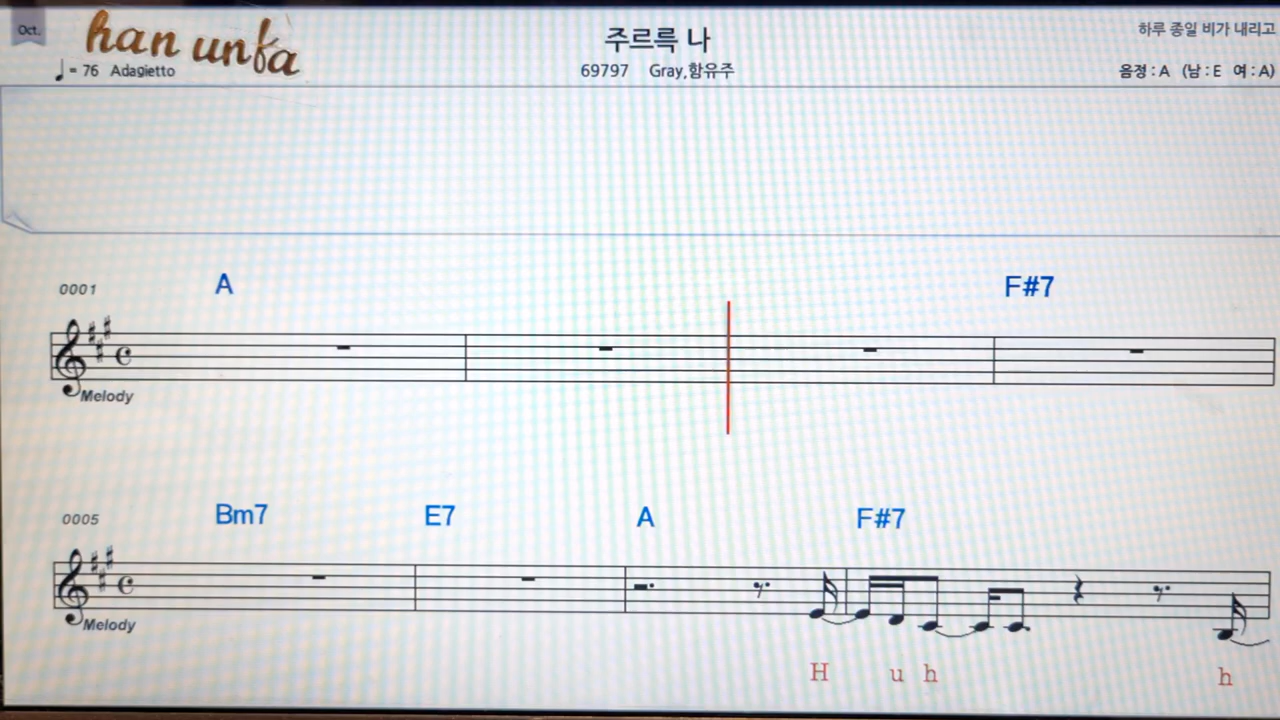 Oct.
han unfa
주르륵 나
하루 종일 비가 내리고
♩= 76 Adagietto
69797 Gray,함유주
음정 : A (남 : E 여 : A)
0001
A
F#7
Melody
0005
Bm7 E7 A F#7
Melody
H u h h